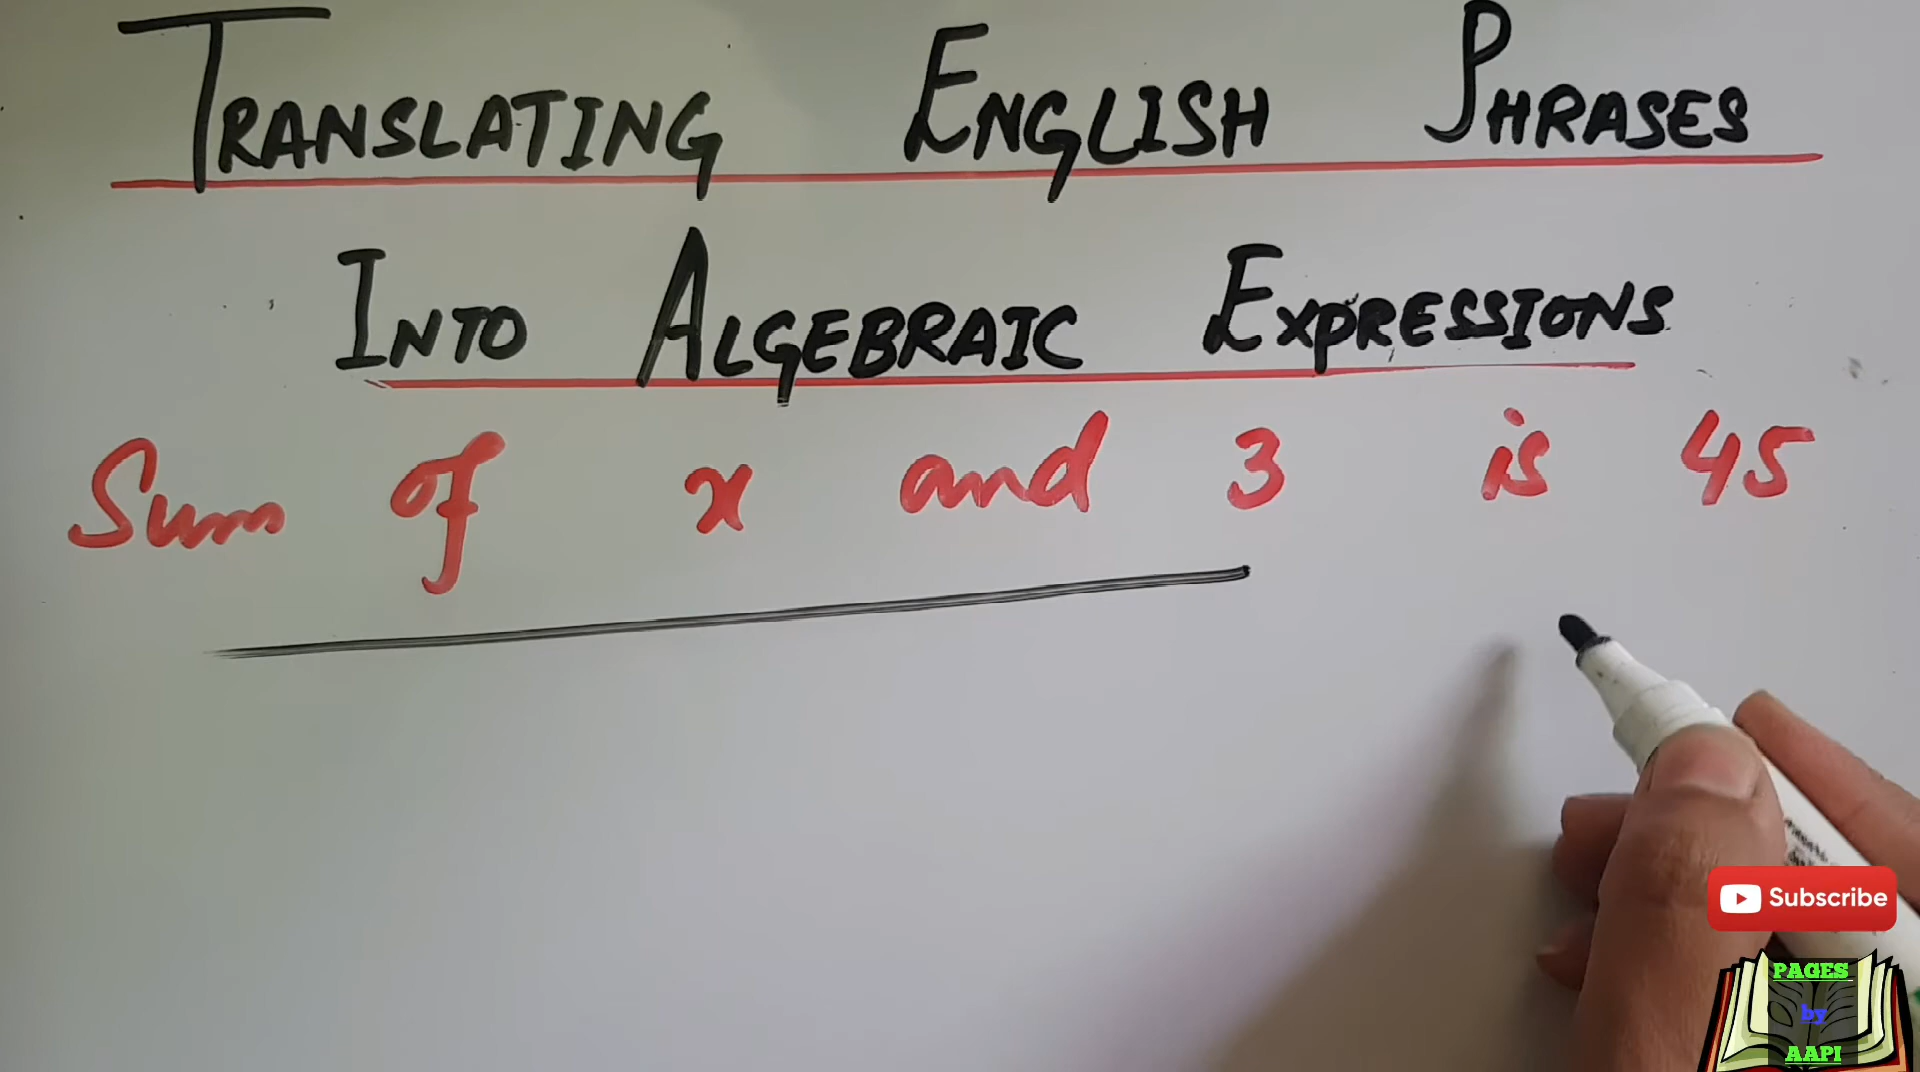 TRANSLATING ENGLISH PHRASES
INTO ALGEBRAIC EXPRESSIONS
Sum of x and 3 is 45
Subscribe
PAGES
by
AAPI